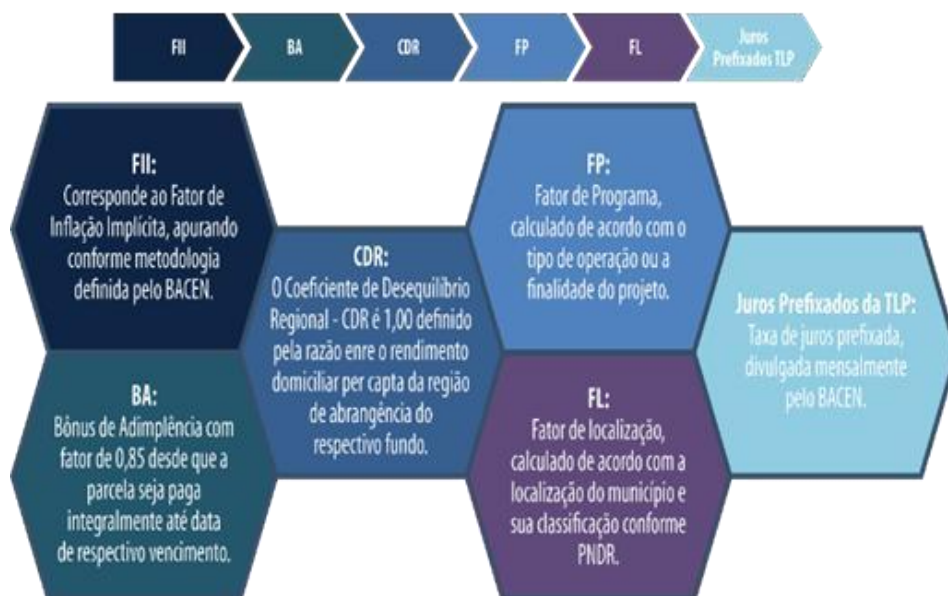 FII
BA
CDR
FP
FL
Juros
Prefixados TLP
FII:
Corresponde ao Fator de
Inflação Implícita, apurando
conforme metodologia
definida pelo BACEN.
BA:
Bônus de Adimplência com
fator de 0,85 desde que a
parcela seja paga
integralmente até data
de respectivo vencimento.
CDR:
O Coeficiente de Desequilíbrio
Regional - CDR é 1,00 definido
pela razão enre o rendimento
domiciliar per capta da região
de abrangência do
respectivo fundo.
FP:
Fator de Programa,
calculado de acordo com o
tipo de operação ou a
finalidade do projeto.
FL:
Fator de localização,
calculado de acordo com a
localização do município e
sua classificação conforme
PNDR.
Juros Prefixados da TLP:
Taxa de juros prefixada,
divulgada mensalmente
pelo BACEN.